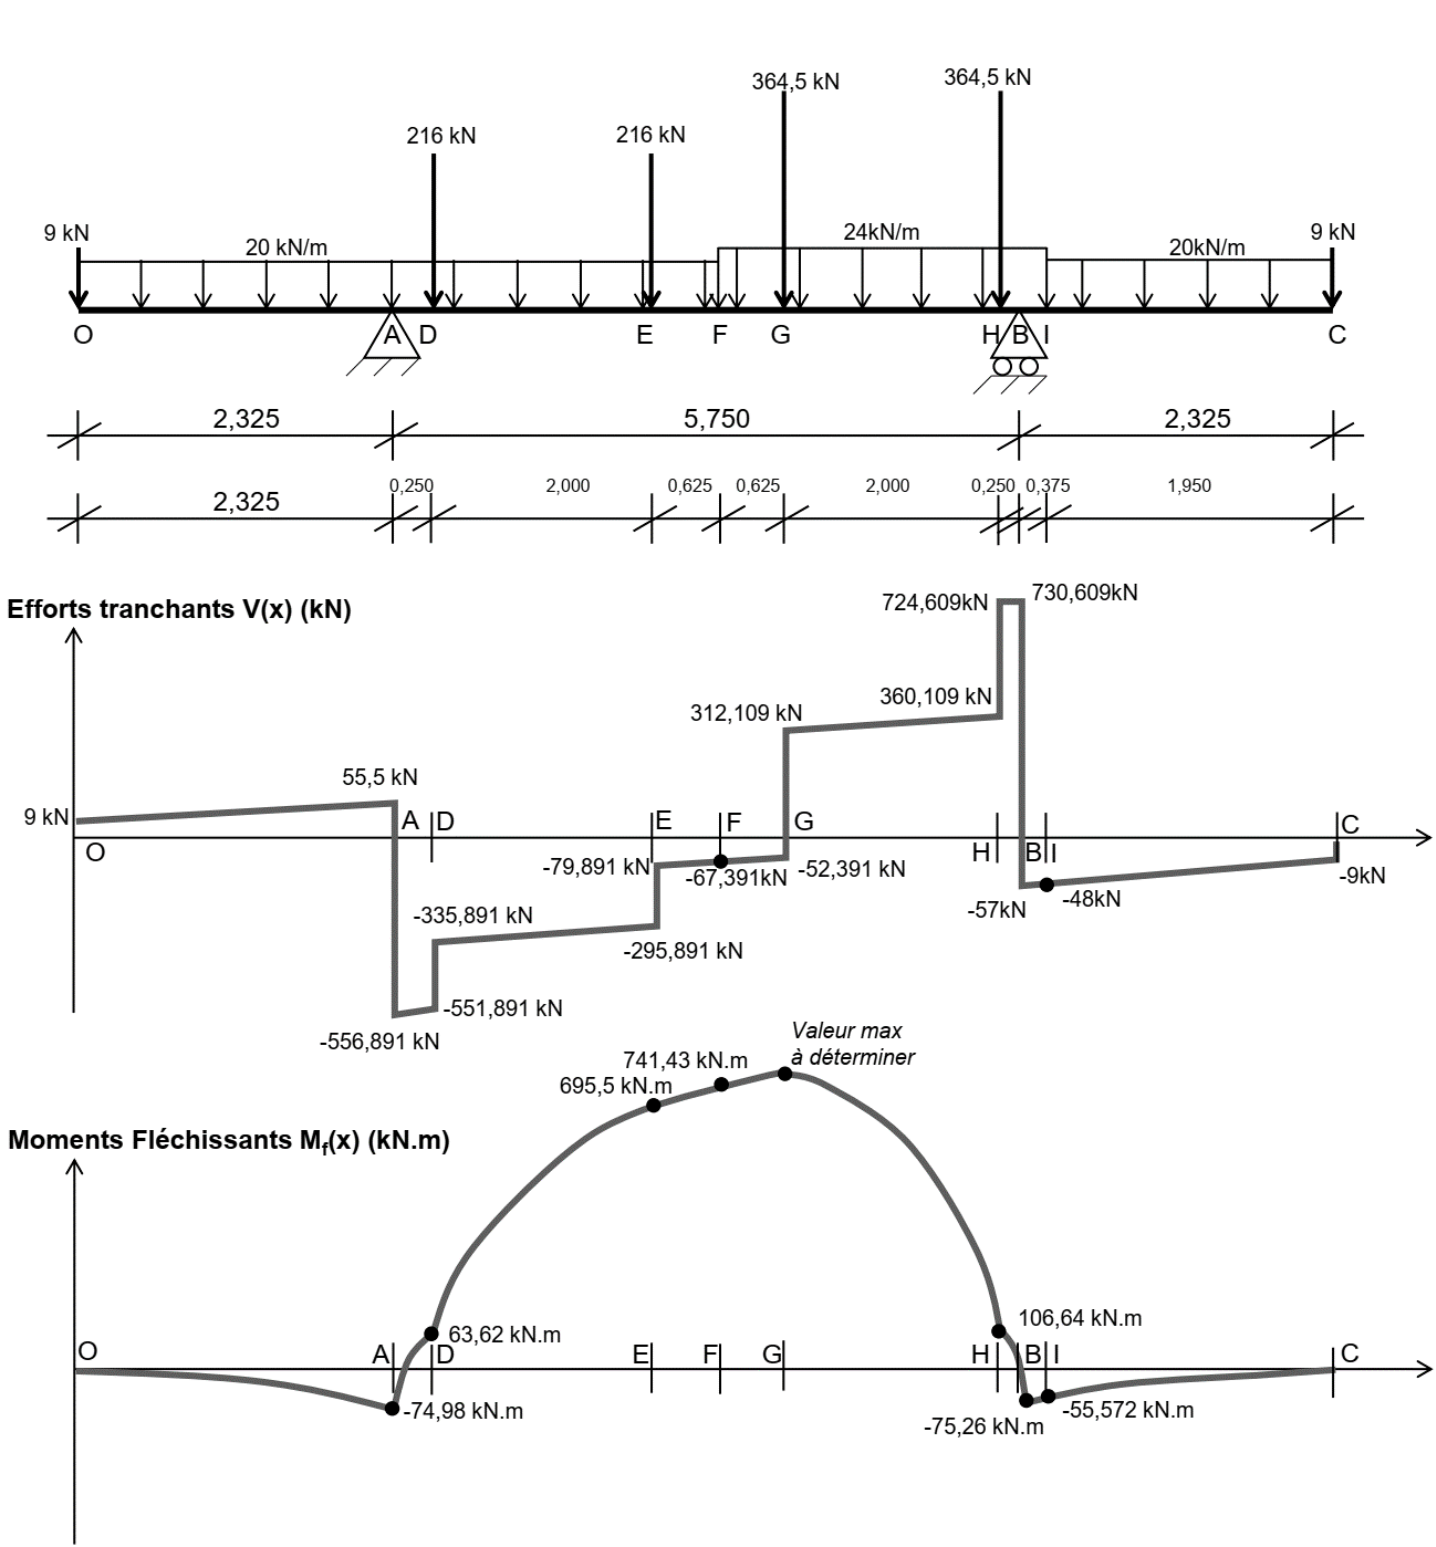 364,5 kN
364,5 kN
216 kN
216 kN
9 kN
20 kN/m
24kN/m
20kN/m
9 kN
O
A
D
E
F
G
H
B
I
C
2,325
5,750
2,325
2,325
0,250
2,000
0,625
0,625
2,000
0,250
0,375
1,950
Efforts tranchants V(x) (kN)
724,609kN
730,609kN
360,109 kN
312,109 kN
55,5 kN
9 kN
O
A
D
E
F
G
H
B
I
C
-79,891 kN
-67,391kN
-52,391 kN
-9kN
-57kN
-48kN
-335,891 kN
-295,891 kN
-551,891 kN
-556,891 kN
Valeur max
à déterminer
741,43 kN.m
695,5 kN.m
Moments Fléchissants Mf(x) (kN.m)
106,64 kN.m
63,62 kN.m
O
A
D
E
F
G
H
B
I
C
-74,98 kN.m
-55,572 kN.m
-75,26 kN.m